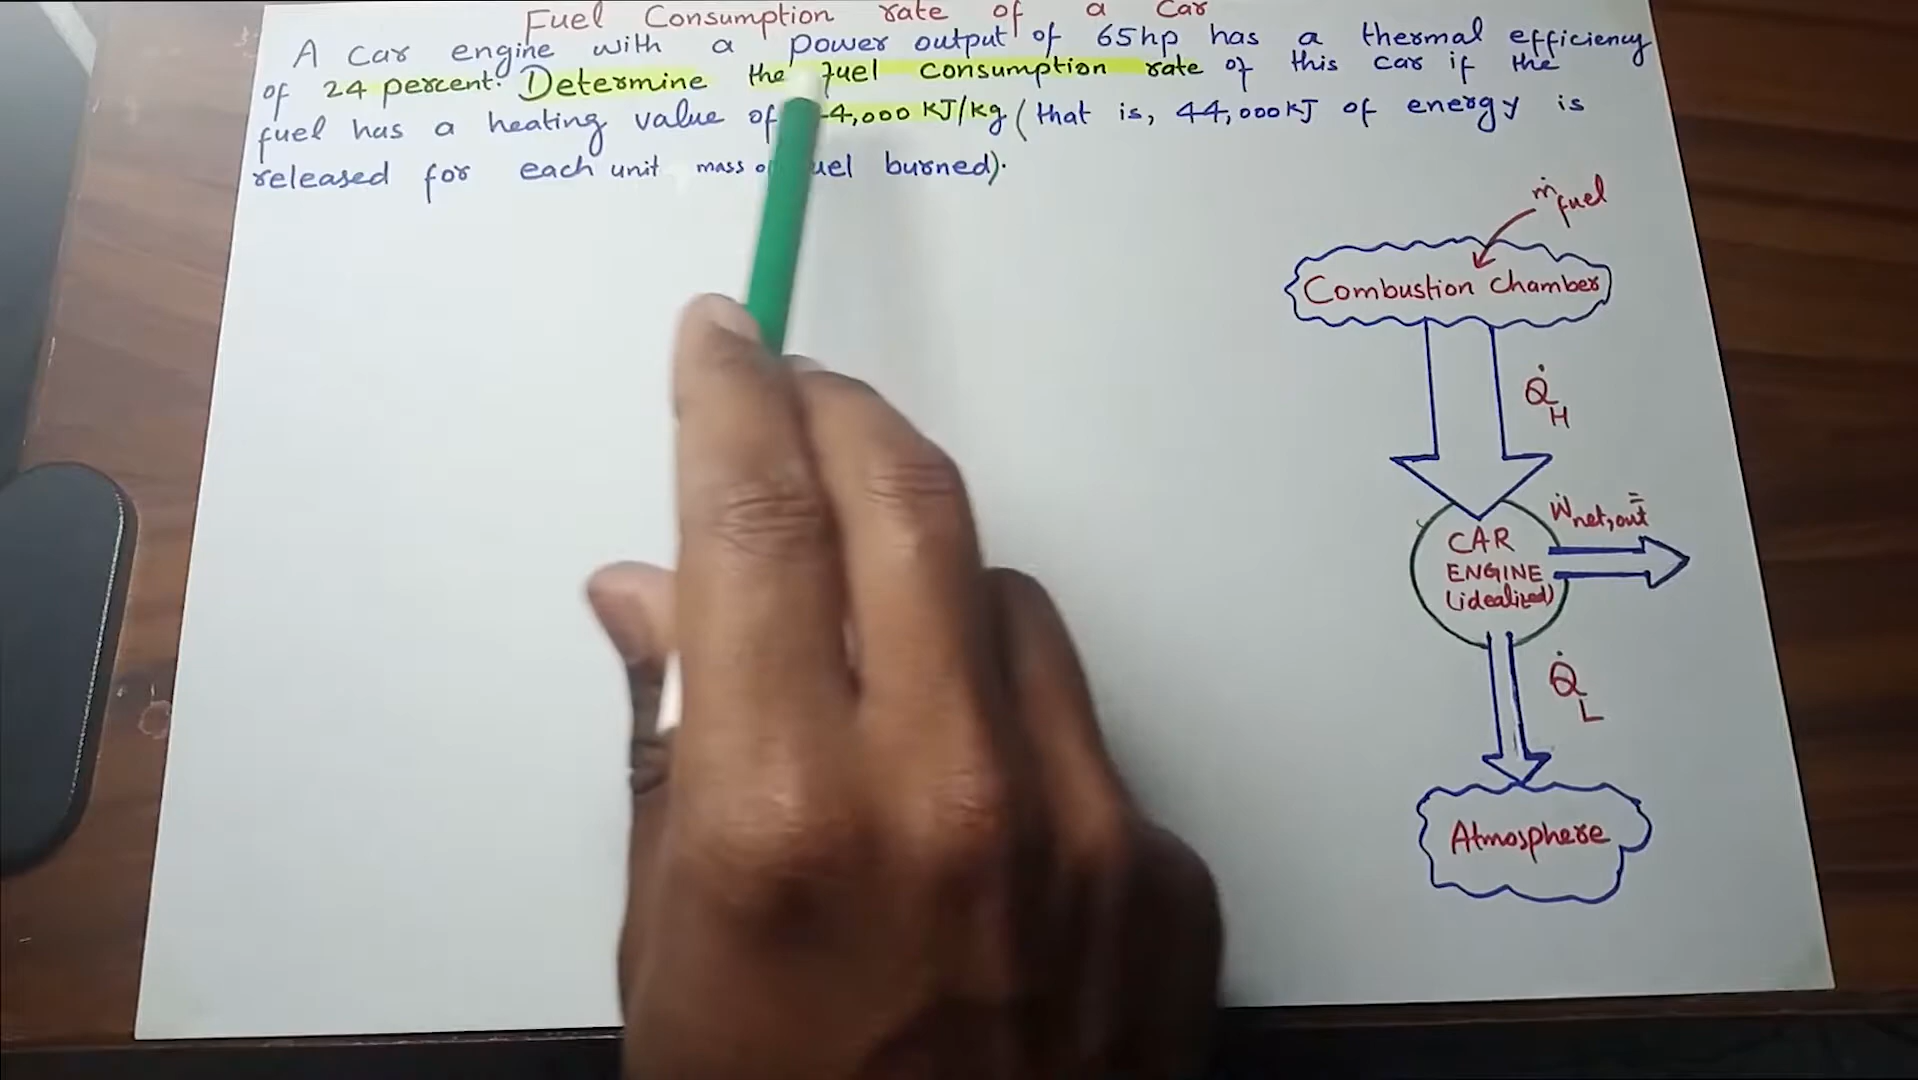 Fuel Consumption rate of a Car
A car engine with a power output of 65hp has a thermal efficiency
of 24 percent. Determine the fuel consumption rate of this car if the
fuel has a heating value of 4,000 KJ/kg (that is, 44,000KJ of energy is
released for each unit mass burned).
ṁfuel
Combustion Chamber
Q̇H
Ẇnet,out =
CAR
ENGINE
(idealized)
Q̇L
Atmosphere